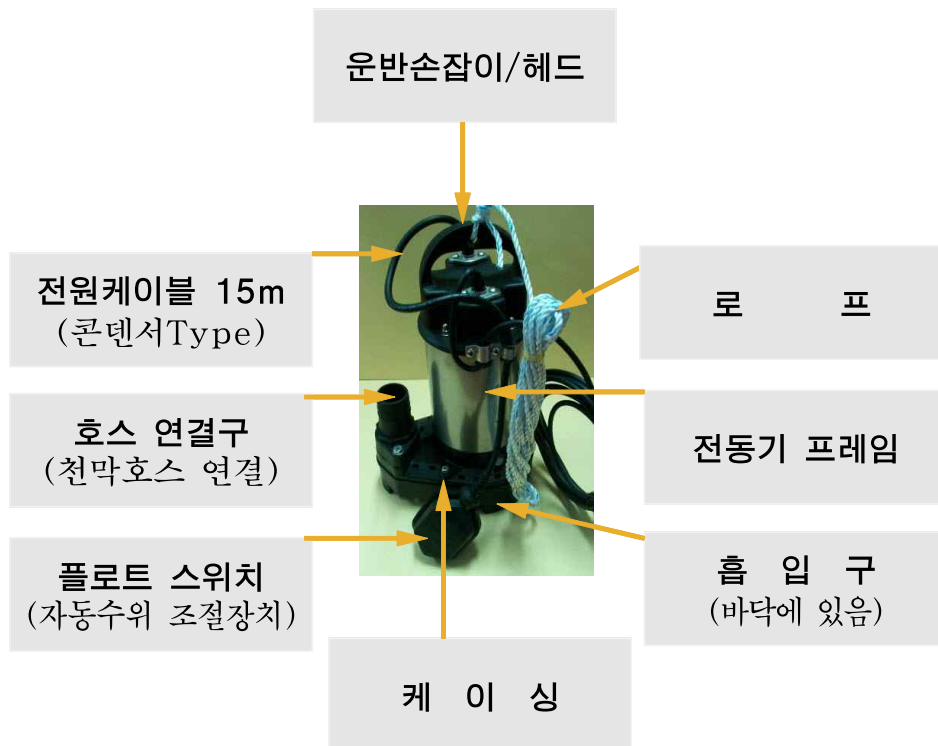 운반손잡이/헤드
전원케이블 15m
(콘덴서Type)
로 프
호스 연결구
(천막호스 연결)
전동기 프레임
플로트 스위치
(자동수위 조절장치)
흡 입 구
(바닥에 있음)
케 이 싱